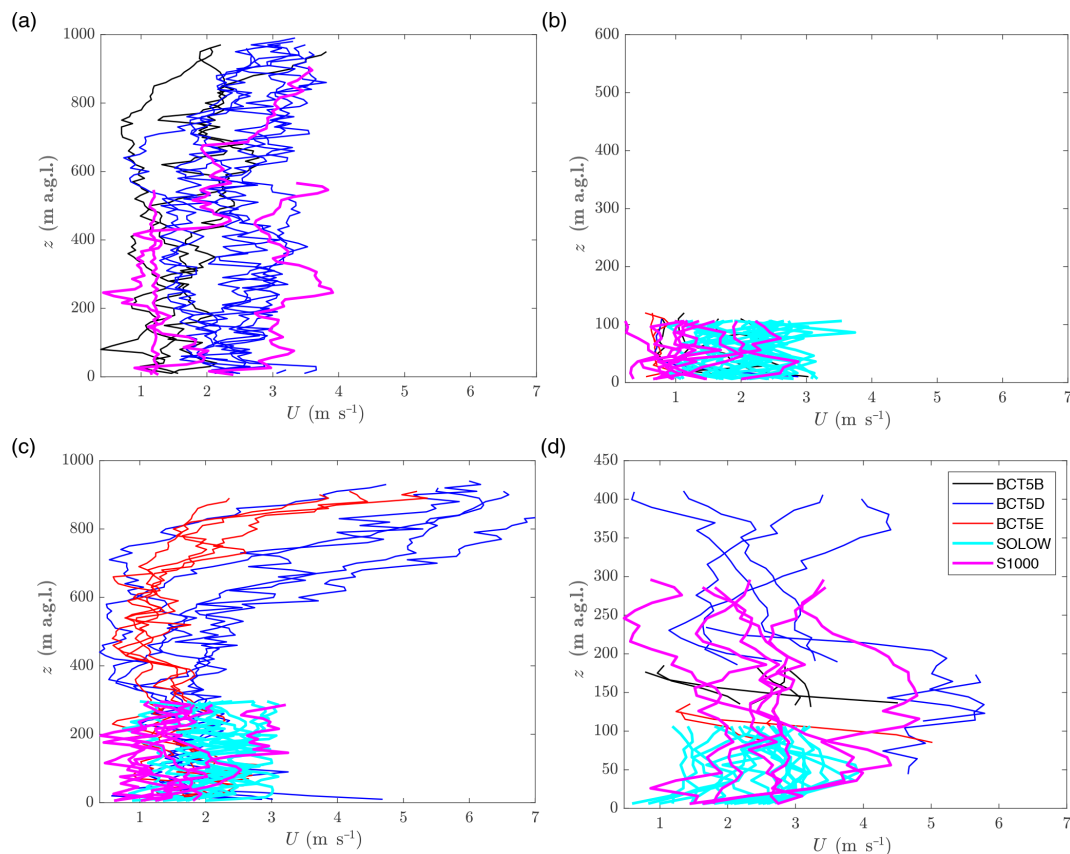 (a)
1000
800
600
400
200
0
z (m a.g.l.)
1 2 3 4 5 6 7
U (m s⁻¹)
(b)
600
500
400
300
200
100
0
z (m a.g.l.)
1 2 3 4 5 6 7
U (m s⁻¹)
(c)
1000
800
600
400
200
0
z (m a.g.l.)
1 2 3 4 5 6 7
U (m s⁻¹)
(d)
450
400
350
300
250
200
150
100
50
0
z (m a.g.l.)
1 2 3 4 5 6 7
U (m s⁻¹)
BCT5B
BCT5D
BCT5E
SOLOW
S1000